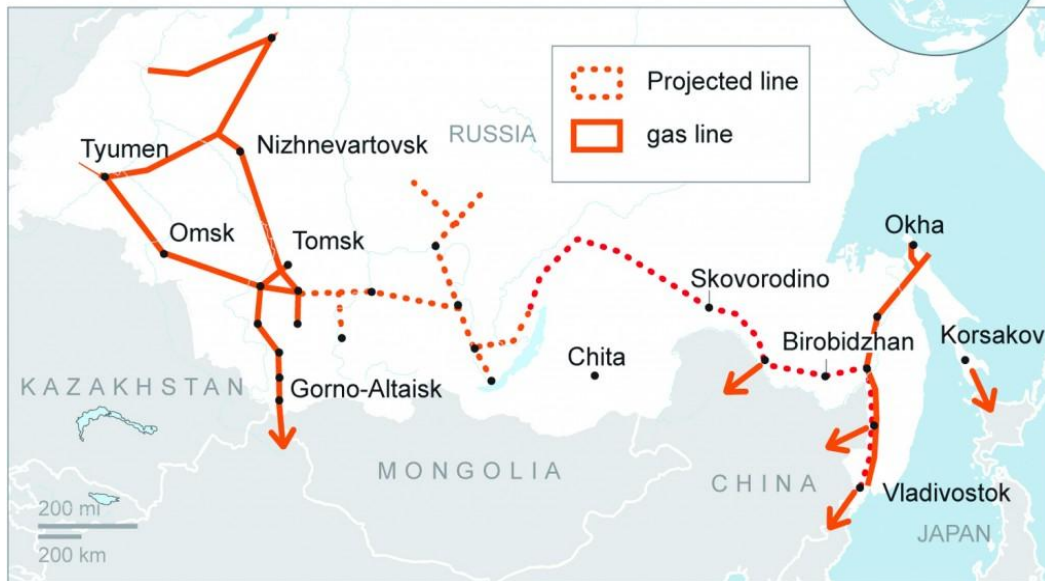 Projected line
gas line
RUSSIA
Tyumen
Nizhnevartovsk
Omsk
Tomsk
Okha
Skovorodino
Birobidzhan
Korsakov
Chita
KAZAKHSTAN
Gorno-Altaisk
MONGOLIA
CHINA
Vladivostok
JAPAN
200 mi
200 km